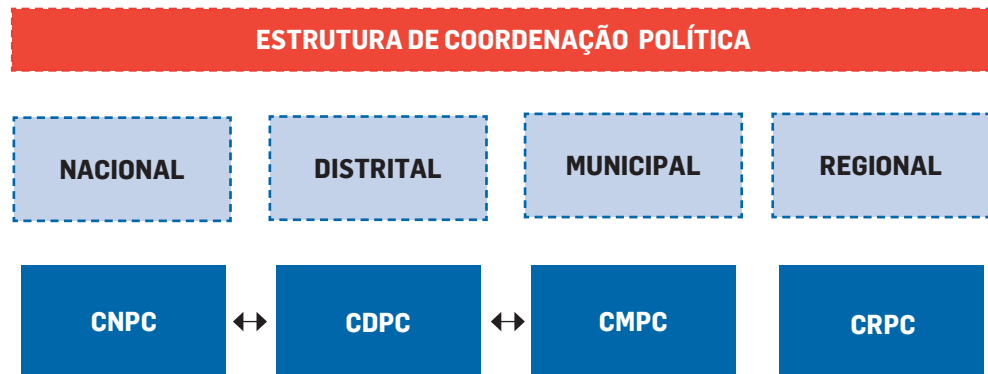 ESTRUTURA DE COORDENAÇÃO POLÍTICA
NACIONAL DISTRITAL MUNICIPAL REGIONAL
CNPC CDPC CMPC CRPC